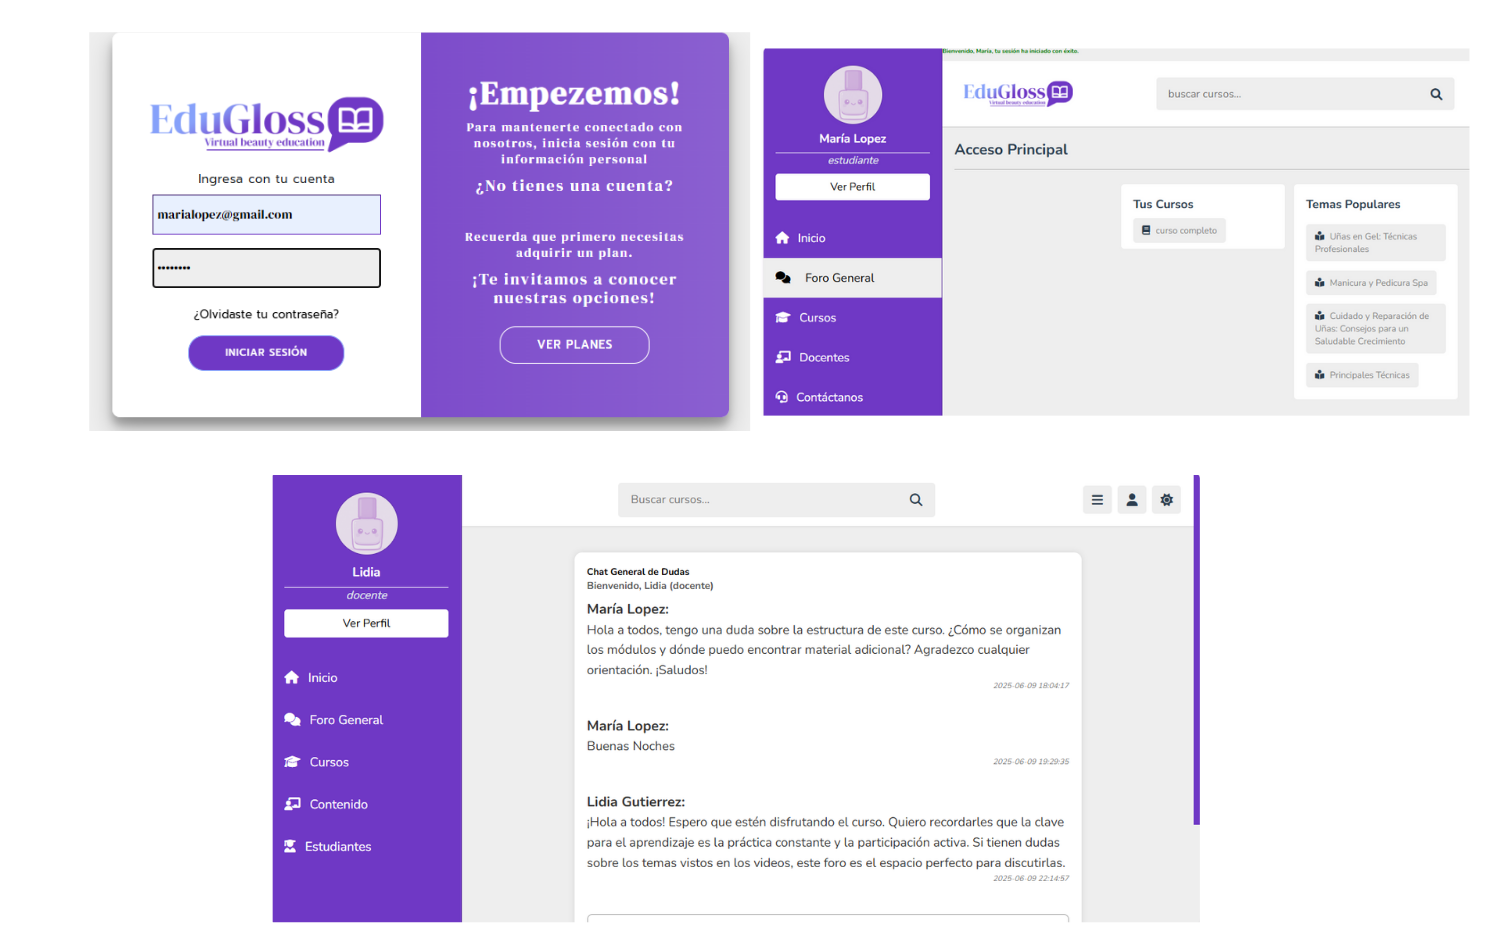 EduGloss
Virtual beauty education
Ingresa con tu cuenta
marialopez@gmail.com
••••••••
¿Olvidaste tu contraseña?
INICIAR SESIÓN
¡Empezemos!
Para mantenerte conectado con
nosotros, inicia sesión con tu
información personal
¿No tienes una cuenta?
Recuerda que primero necesitas
adquirir un plan.
¡Te invitamos a conocer
nuestras opciones!
VER PLANES
María Lopez
estudiante
Ver Perfil
Inicio
Foro General
Cursos
Docentes
Contáctanos
Bienvenido, María, tu sesión ha iniciado con éxito.
EduGloss
Virtual beauty education
buscar cursos...
Acceso Principal
Tus Cursos
curso completo
Temas Populares
Uñas en Gel: Técnicas
Profesionales
Manicura y Pedicura Spa
Cuidado y Reparación de
Uñas: Consejos para un
Saludable Crecimiento
Principales Técnicas
Lidia
docente
Ver Perfil
Inicio
Foro General
Cursos
Contenido
Estudiantes
Buscar cursos...
Chat General de Dudas
Bienvenido, Lidia (docente)
María Lopez:
Hola a todos, tengo una duda sobre la estructura de este curso. ¿Cómo se organizan
los módulos y dónde puedo encontrar material adicional? Agradezco cualquier
orientación. ¡Saludos!
2025-06-09 18:04:17
María Lopez:
Buenas Noches
2025-06-09 19:29:35
Lidia Gutierrez:
¡Hola a todos! Espero que estén disfrutando el curso. Quiero recordarles que la clave
para el aprendizaje es la práctica constante y la participación activa. Si tienen dudas
sobre los temas vistos en los videos, este foro es el espacio perfecto para discutirlas.
2025-06-09 22:14:57